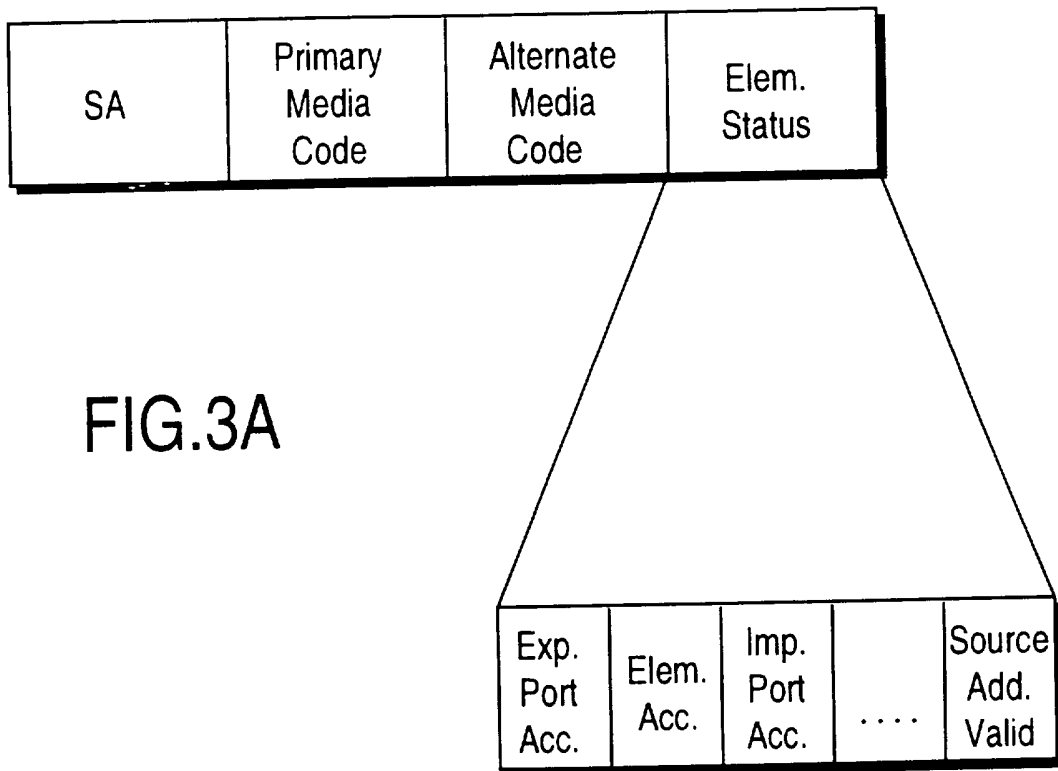 SA
Primary
Media
Code
Alternate
Media
Code
Elem.
Status
FIG.3A
Exp.
Port
Acc.
Elem.
Acc.
Imp.
Port
Acc.
....
Source
Add.
Valid